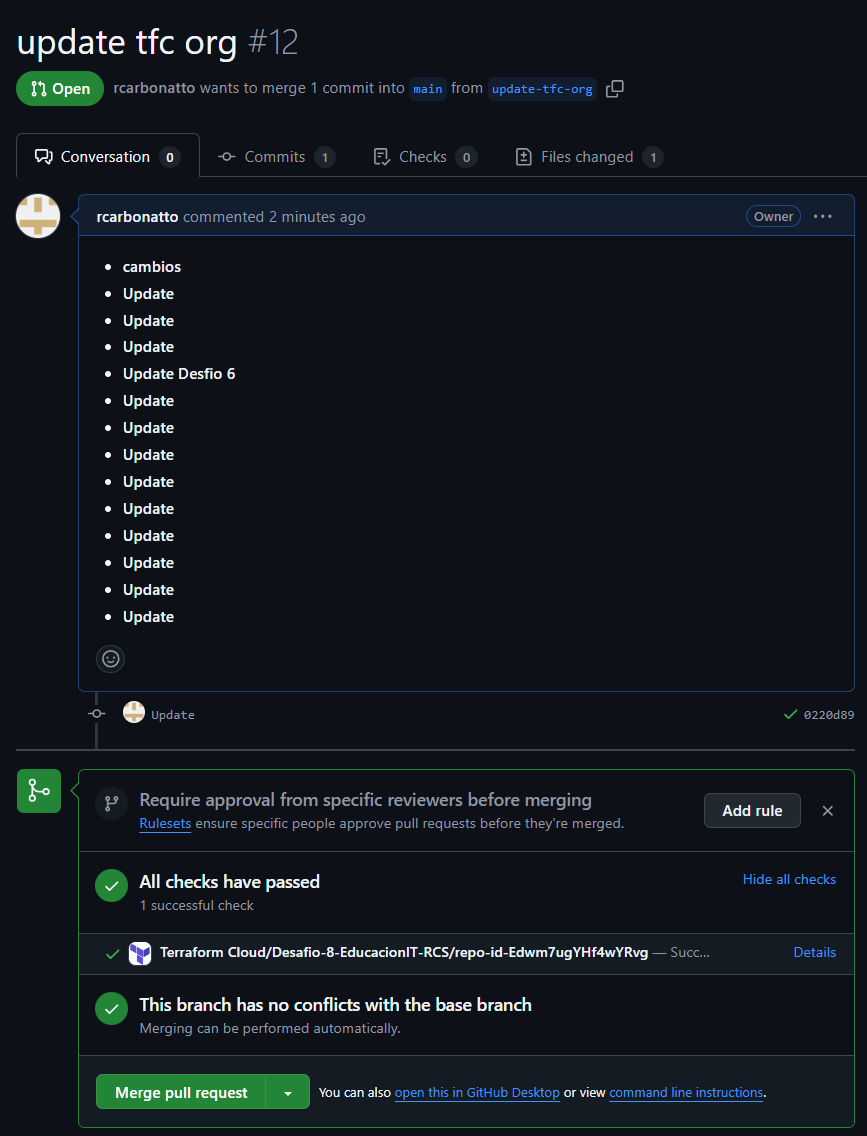 update tfc org #12
Open rcarbonatto wants to merge 1 commit into main from update-tfc-org
Conversation 0 Commits 1 Checks 0 Files changed 1
rcarbonatto commented 2 minutes ago Owner
cambios
Update
Update
Update
Update Desfio 6
Update
Update
Update
Update
Update
Update
Update
Update
Update
Update 0220d89
Require approval from specific reviewers before merging
Rulesets ensure specific people approve pull requests before they're merged.
Add rule
All checks have passed
1 successful check
Hide all checks
Terraform Cloud/Desafio-8-EducacionIT-RCS/repo-id-Edwm7ugYHf4wYRvg — Succ... Details
This branch has no conflicts with the base branch
Merging can be performed automatically.
Merge pull request You can also open this in GitHub Desktop or view command line instructions.